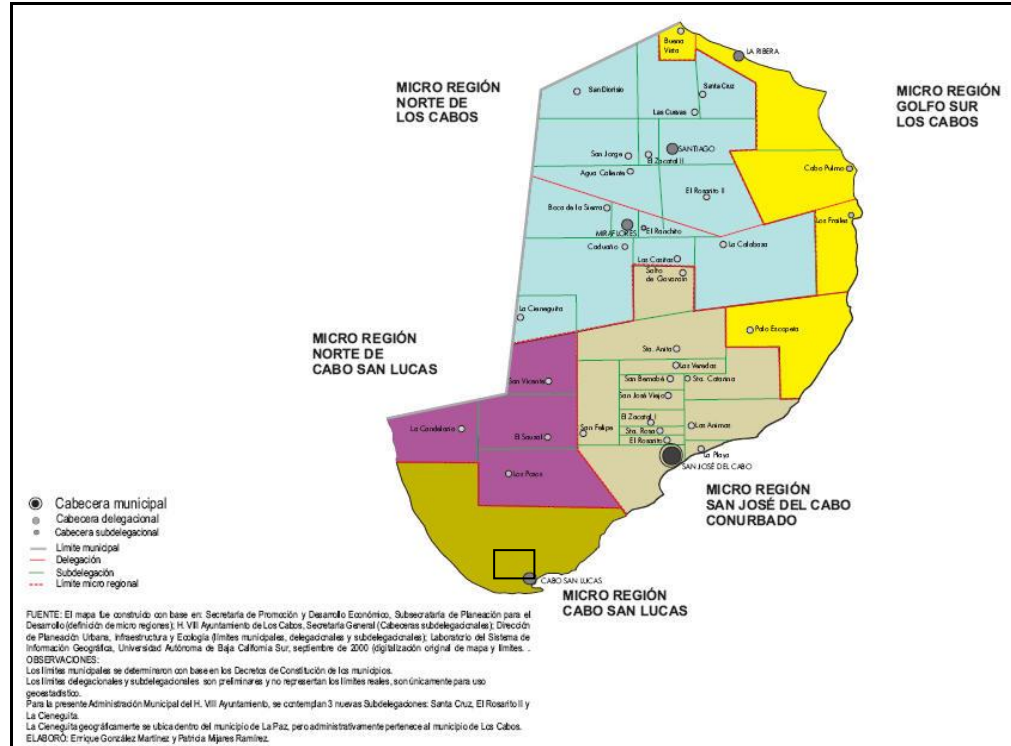 Buena
Vista
LA RIBERA
MICRO REGIÓN
NORTE DE
LOS CABOS
MICRO REGIÓN
GOLFO SUR
LOS CABOS
San Dionisio
Santa Cruz
Las Cuevas
SANTIAGO
San Jorge
El Zacatal II
Agua Caliente
Cabo Pulmo
El Rosarito II
Boca de la Sierra
Los Frailes
MIRAFLORES
El Ranchito
Caduaño
La Calabaza
Las Casitas
Salto
de Gavarain
La Cieneguita
Palo Escopeta
MICRO REGIÓN
NORTE DE
CABO SAN LUCAS
Sta. Anita
Las Veredas
San Vicente
San Bernabé
Sta. Catarina
San José Viejo
La Candelaria
El Zacatal I
El Sauzal
San Felipe
Sta. Rosa
Las Animas
El Rosarito
La Playa
SAN JOSÉ DEL CABO
Los Pozos
MICRO REGIÓN
SAN JOSÉ DEL CABO
CONURBADO
Cabecera municipal
Cabecera delegacional
Cabecera subdelegacional
Límite municipal
Delegación
Subdelegación
Límite micro regional
CABO SAN LUCAS
MICRO REGIÓN
CABO SAN LUCAS
FUENTE: El mapa fue construido con base en: Secretaría de Promoción y Desarrollo Económico, Subsecrataría de Planeación para el
Desarrollo (definición de micro regiones); H. VIII Ayuntamiento de Los Cabos, Secretaría General (Cabeceras subdelegacionales); Dirección
de Planeación Urbana, Infraestructura y Ecología (límites municipales, delegacionales y subdelegacionales); Laboratorio del Sistema de
Información Geográfica, Universidad Autónoma de Baja California Sur, septiembre de 2000 (digitalización original de mapa y límites. .
OBSERVACIONES:
Los límites municipales se determinaron con base en los Decretos de Constitución de los municipios.
Los límites delegacionales y subdelegacionales son preliminares y no representan los límites reales, son únicamente para uso
geoestadístico.
Para la presente Administración Municipal del H. VIII Ayuntamiento, se contemplan 3 nuevas Subdelegaciones: Santa Cruz, El Rosarito II y
La Cieneguita.
La Cieneguita geográficamente se ubica dentro del municipio de La Paz, pero administrativamente pertenece al municipio de Los Cabos.
ELABORÓ: Enrique González Martínez y Patricia Mijares Ramírez.